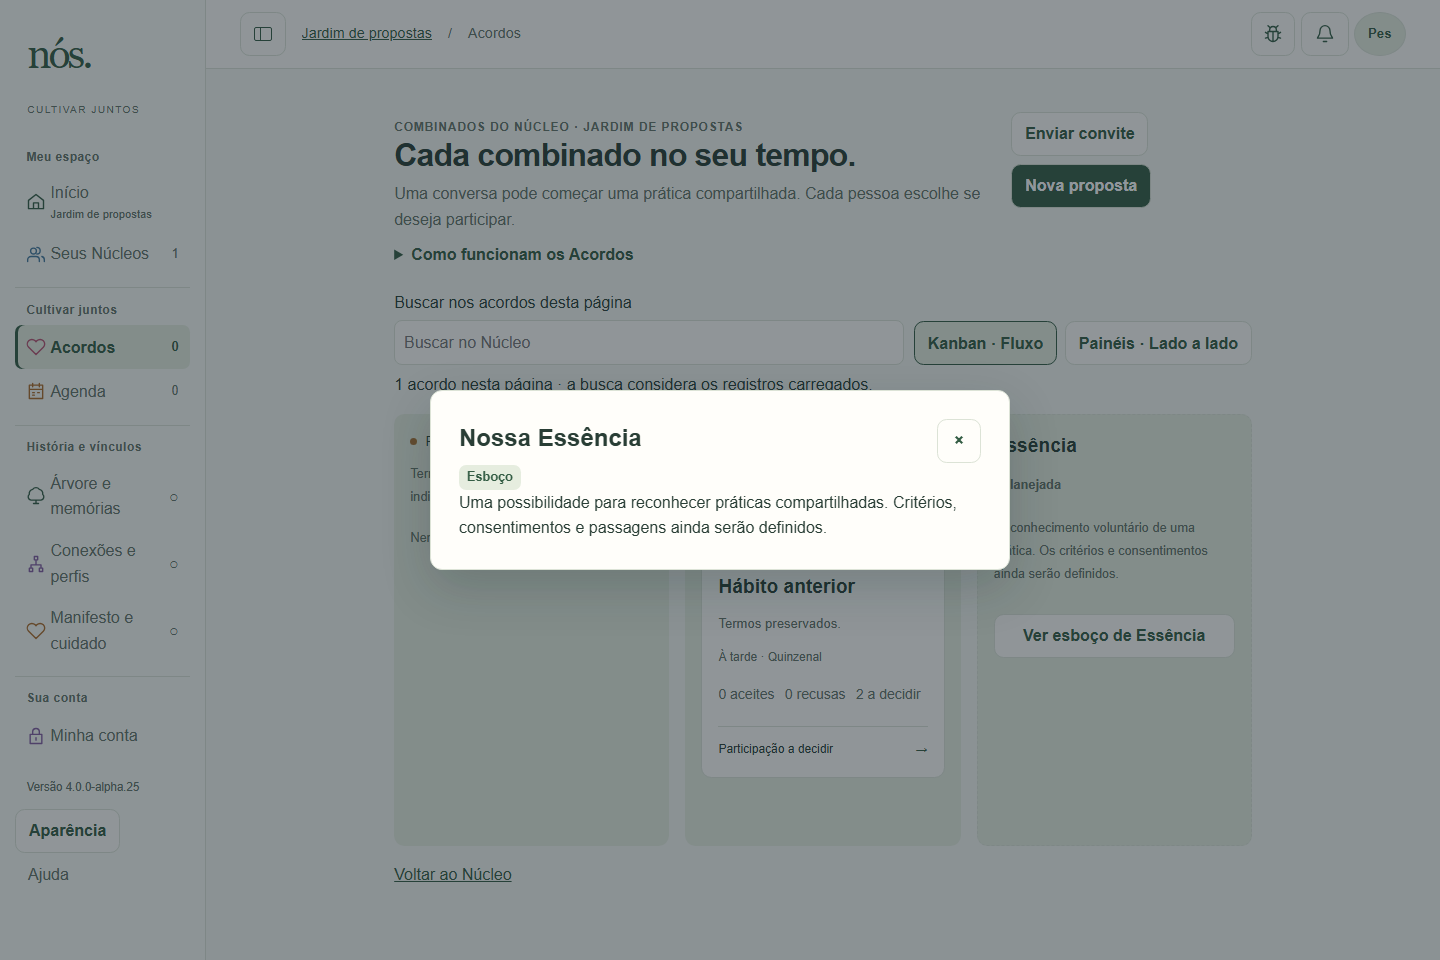 nós.
CULTIVAR JUNTOS
Meu espaço
Início
Jardim de propostas
Seus Núcleos 1
Cultivar juntos
Acordos 0
Agenda 0
História e vínculos
Árvore e
memórias
Conexões e
perfis
Manifesto e
cuidado
Sua conta
Minha conta
Versão 4.0.0-alpha.25
Aparência
Ajuda
Jardim de propostas / Acordos
Pes
COMBINADOS DO NÚCLEO · JARDIM DE PROPOSTAS
Cada combinado no seu tempo.
Uma conversa pode começar uma prática compartilhada. Cada pessoa escolhe se
deseja participar.
Como funcionam os Acordos
Enviar convite
Nova proposta
Buscar nos acordos desta página
Buscar no Núcleo
Kanban · Fluxo
Painéis · Lado a lado
1 acordo nesta página · a busca considera os registros carregados.
Nossa Essência
×
Esboço
Uma possibilidade para reconhecer práticas compartilhadas. Critérios,
consentimentos e passagens ainda serão definidos.
Hábito anterior
Termos preservados.
À tarde · Quinzenal
0 aceites 0 recusas 2 a decidir
Participação a decidir →
ssência
lanejada
conhecimento voluntário de uma
tica. Os critérios e consentimentos
ainda serão definidos.
Ver esboço de Essência
Voltar ao Núcleo